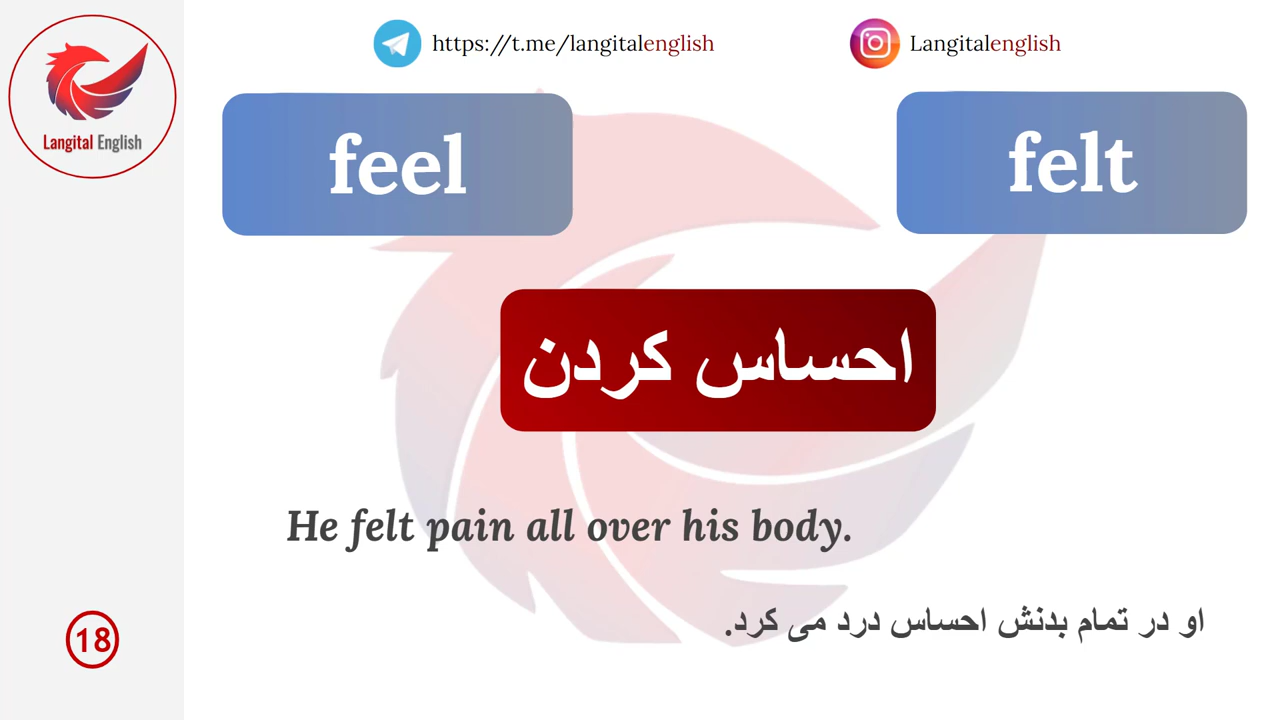 Langital English
https://t.me/langitalenglish
Langitalenglish
feel
felt
احساس کردن
He felt pain all over his body.
او در تمام بدنش احساس درد می کرد.
18